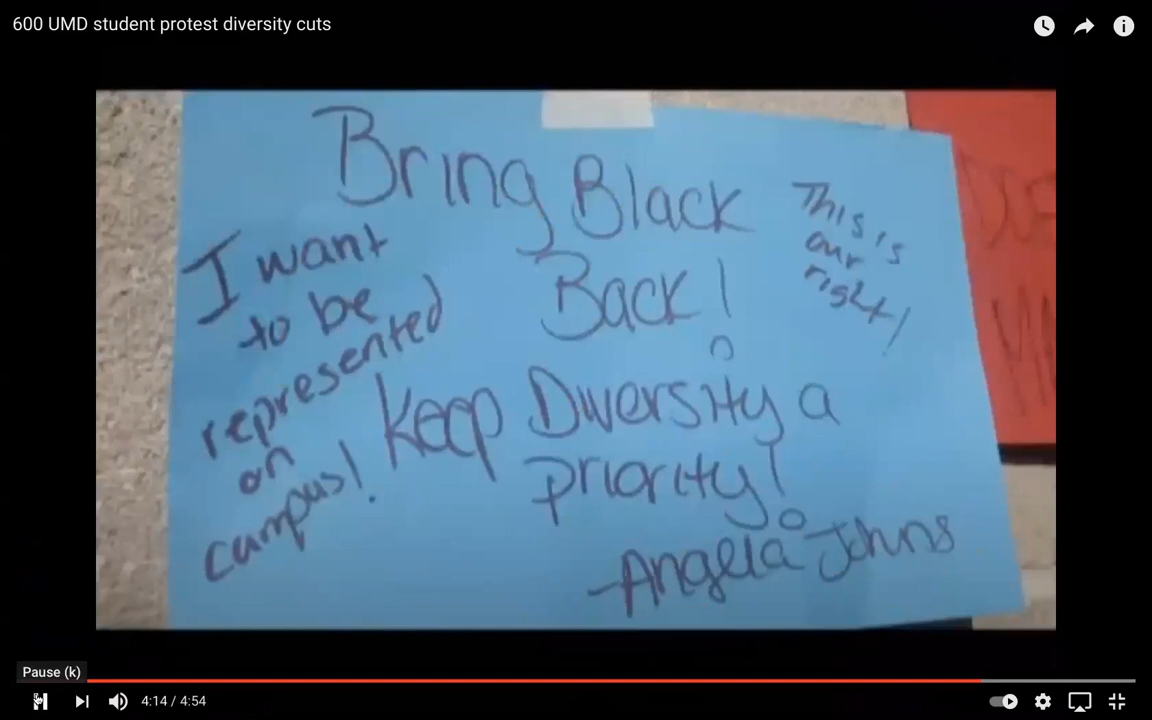 600 UMD student protest diversity cuts
Bring Black
Back!
This is
our
right!
I want
to be
represented
on
campus!
Keep Diversity a
priority!
-Angela Johns
Pause (k)
4:14 / 4:54